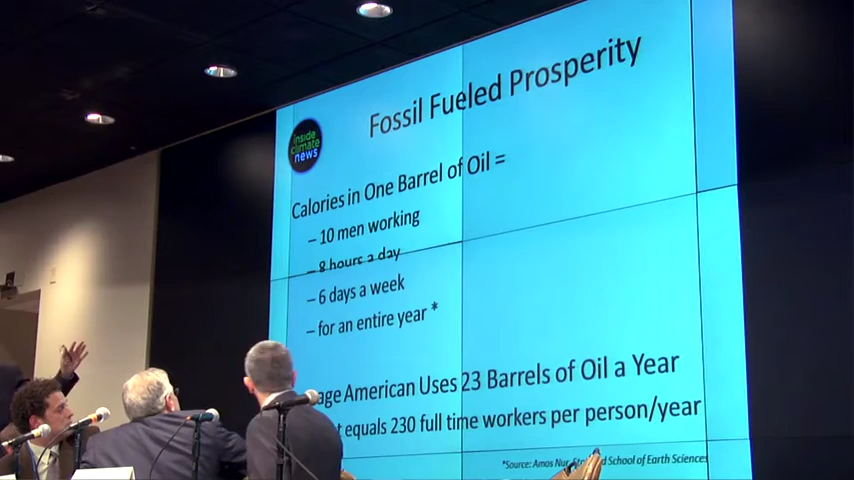 Fossil Fueled Prosperity
inside
climate
news
Calories in One Barrel of Oil =
– 10 men working
– 8 hours a day
– 6 days a week
– for an entire year *
American Uses 23 Barrels of Oil a Year
equals 230 full time workers per person/year
*Source: Amos Nur, School of Earth Sciences